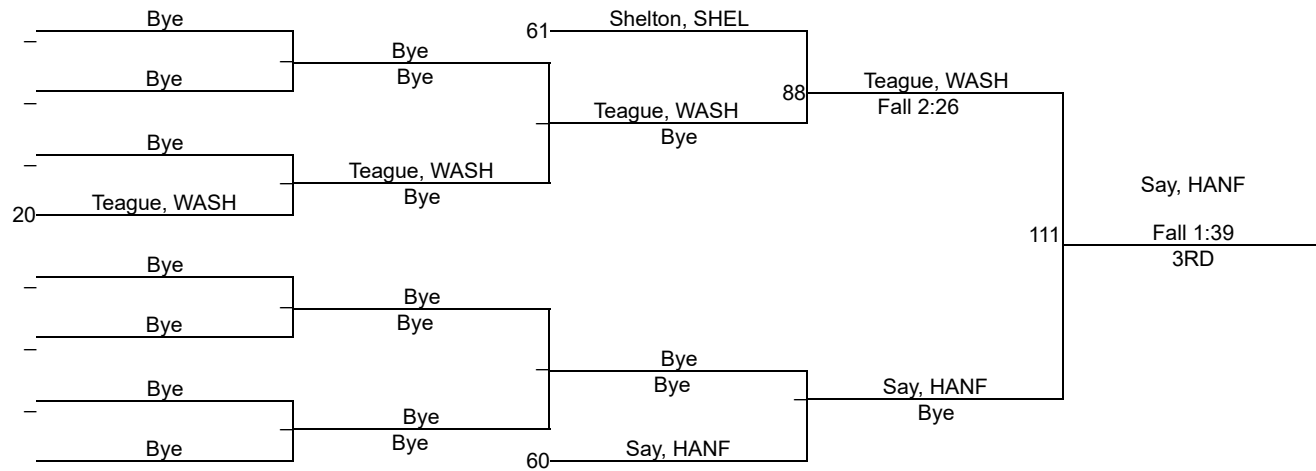 Bye
Shelton, SHEL
61
Bye
Bye
Bye
Teague, WASH
88
Teague, WASH
Fall 2:26
Bye
Bye
Teague, WASH
Bye
20
Teague, WASH
Say, HANF
111
Fall 1:39
3RD
Bye
Bye
Bye
Bye
Bye
Bye
Say, HANF
Bye
Bye
Bye
Bye
Bye
60
Say, HANF